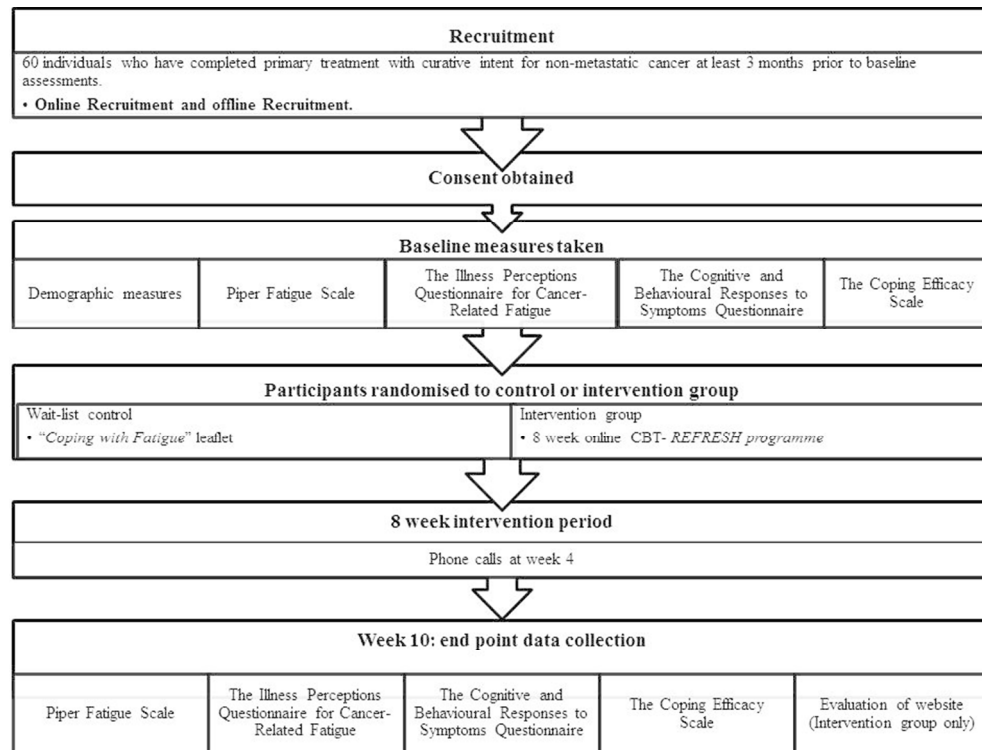 Recruitment
60 individuals who have completed primary treatment with curative intent for non-metastatic cancer at least 3 months prior to baseline
assessments.
• Online Recruitment and offline Recruitment.
Consent obtained
Baseline measures taken
Demographic measures
Piper Fatigue Scale
The Illness Perceptions
Questionnaire for Cancer-
Related Fatigue
The Cognitive and
Behavioural Responses to
Symptoms Questionnaire
The Coping Efficacy
Scale
Participants randomised to control or intervention group
Wait-list control
• “Coping with Fatigue” leaflet
Intervention group
• 8 week online CBT- REFRESH programme
8 week intervention period
Phone calls at week 4
Week 10: end point data collection
Piper Fatigue Scale
The Illness Perceptions
Questionnaire for Cancer-
Related Fatigue
The Cognitive and
Behavioural Responses to
Symptoms Questionnaire
The Coping Efficacy
Scale
Evaluation of website
(Intervention group only)